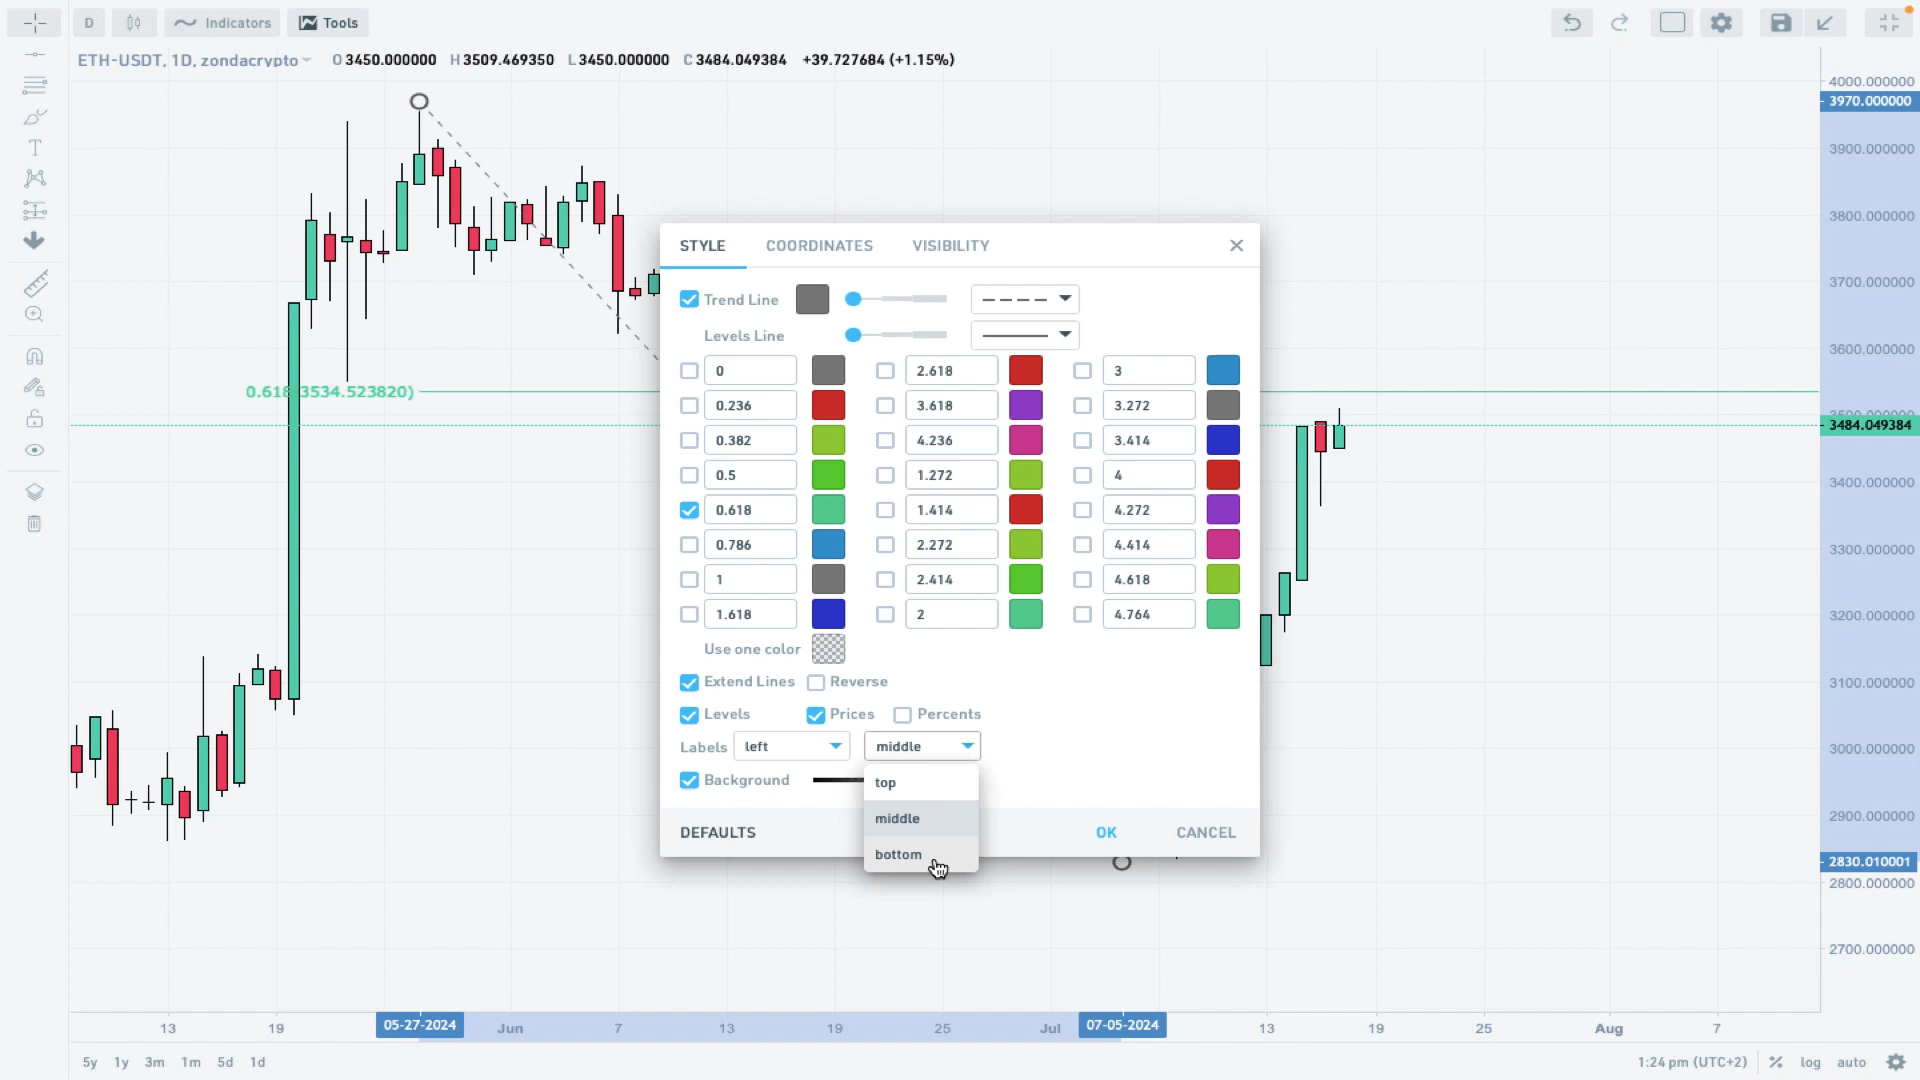 D Indicators Tools
ETH-USDT, 1D, zondacrypto O 3450.000000 H 3509.469350 L 3450.000000 C 3484.049384 +39.727684 (+1.15%)
4000.000000
3970.000000
3900.000000
3800.000000
3700.000000
3600.000000
3500.000000
3484.049384
3400.000000
3300.000000
3200.000000
3100.000000
3000.000000
2900.000000
2830.010001
2800.000000
2700.000000
0.618 3534.523820)
STYLE COORDINATES VISIBILITY
Trend Line
Levels Line
0 2.618 3
0.236 3.618 3.272
0.382 4.236 3.414
0.5 1.272 4
0.618 1.414 4.272
0.786 2.272 4.414
1 2.414 4.618
1.618 2 4.764
Use one color
Extend Lines Reverse
Levels Prices Percents
Labels left middle
Background
top
middle
bottom
DEFAULTS OK CANCEL
13 19 05-27-2024 Jun 7 13 19 25 Jul 07-05-2024 13 19 25 Aug 7
5y 1y 3m 1m 5d 1d 1:24 pm (UTC+2) % log auto